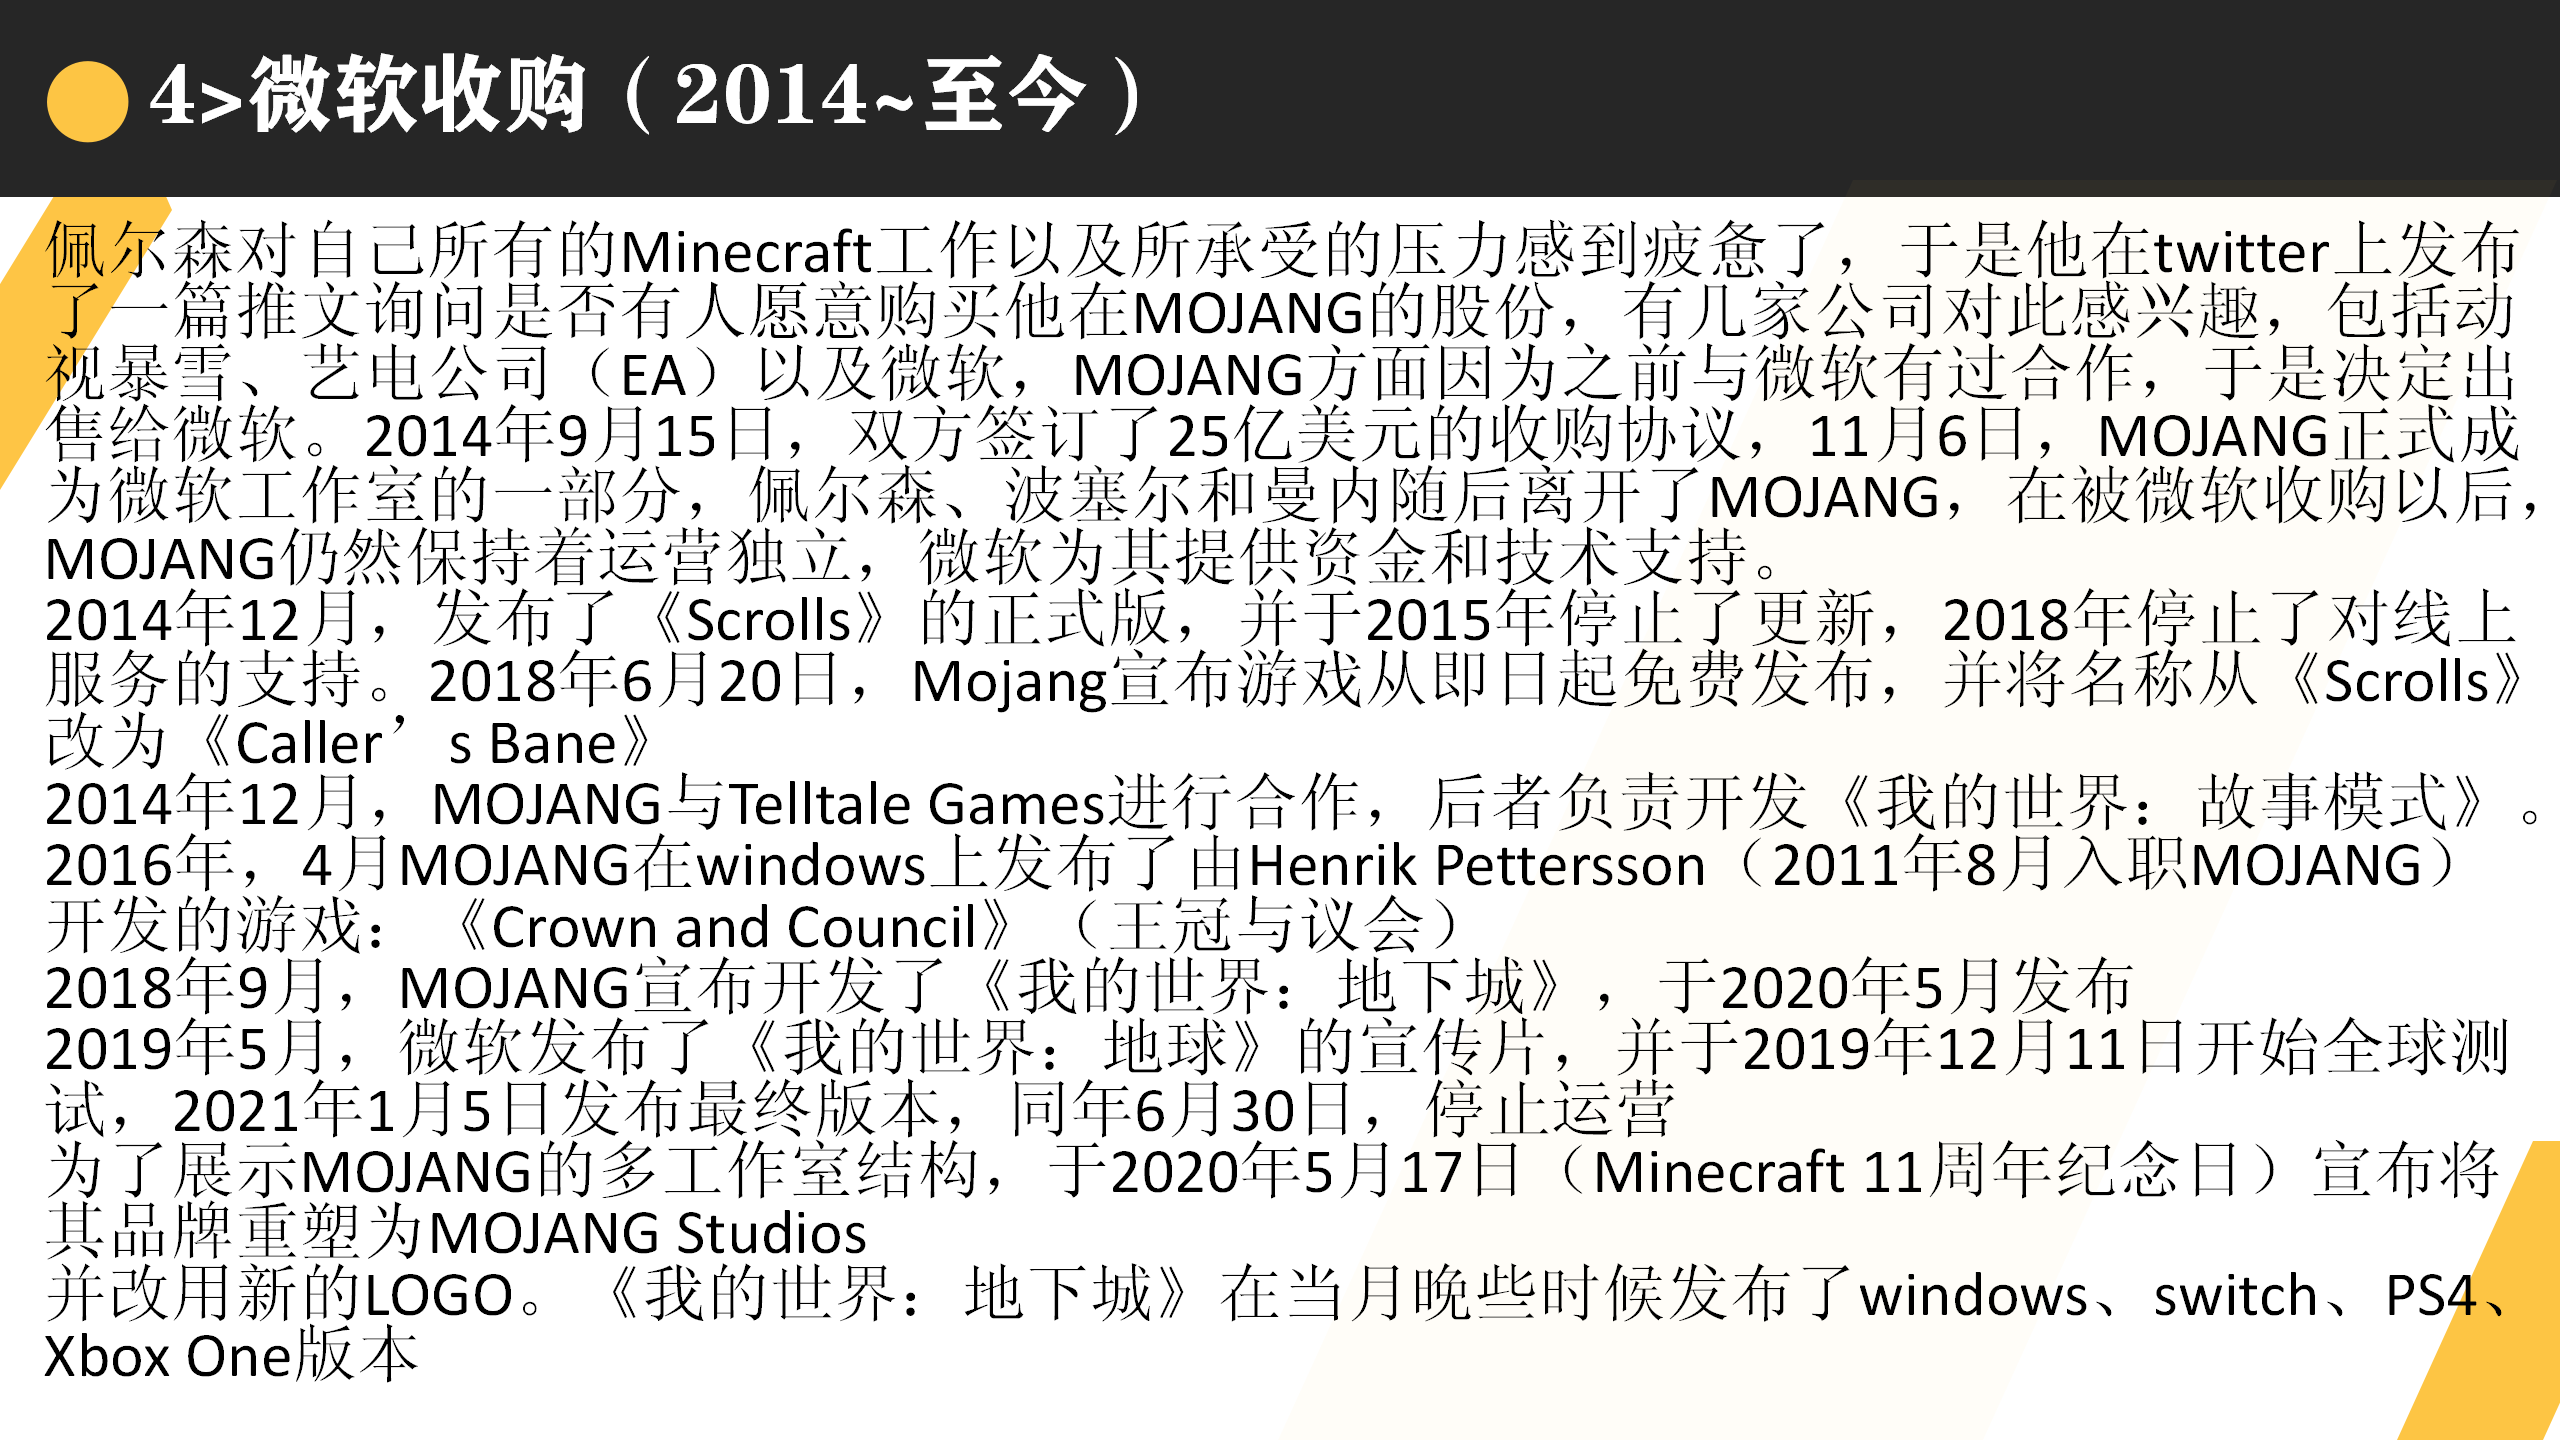 4>微软收购（2014~至今）
佩尔森对自己所有的Minecraft工作以及所承受的压力感到疲惫了，于是他在twitter上发布
了一篇推文询问是否有人愿意购买他在MOJANG的股份，有几家公司对此感兴趣，包括动
视暴雪、艺电公司（EA）以及微软，MOJANG方面因为之前与微软有过合作，于是决定出
售给微软。2014年9月15日，双方签订了25亿美元的收购协议，11月6日，MOJANG正式成
为微软工作室的一部分，佩尔森、波塞尔和曼内随后离开了MOJANG，在被微软收购以后，
MOJANG仍然保持着运营独立，微软为其提供资金和技术支持。
2014年12月，发布了《Scrolls》的正式版，并于2015年停止了更新，2018年停止了对线上
服务的支持。2018年6月20日，Mojang宣布游戏从即日起免费发布，并将名称从《Scrolls》
改为《Caller’s Bane》
2014年12月，MOJANG与Telltale Games进行合作，后者负责开发《我的世界：故事模式》。
2016年，4月MOJANG在windows上发布了由Henrik Pettersson（2011年8月入职MOJANG）
开发的游戏：《Crown and Council》（王冠与议会）
2018年9月，MOJANG宣布开发了《我的世界：地下城》，于2020年5月发布
2019年5月，微软发布了《我的世界：地球》的宣传片，并于2019年12月11日开始全球测
试，2021年1月5日发布最终版本，同年6月30日，停止运营
为了展示MOJANG的多工作室结构，于2020年5月17日（Minecraft 11周年纪念日）宣布将
其品牌重塑为MOJANG Studios
并改用新的LOGO。《我的世界：地下城》在当月晚些时候发布了windows、switch、PS4、
Xbox One版本